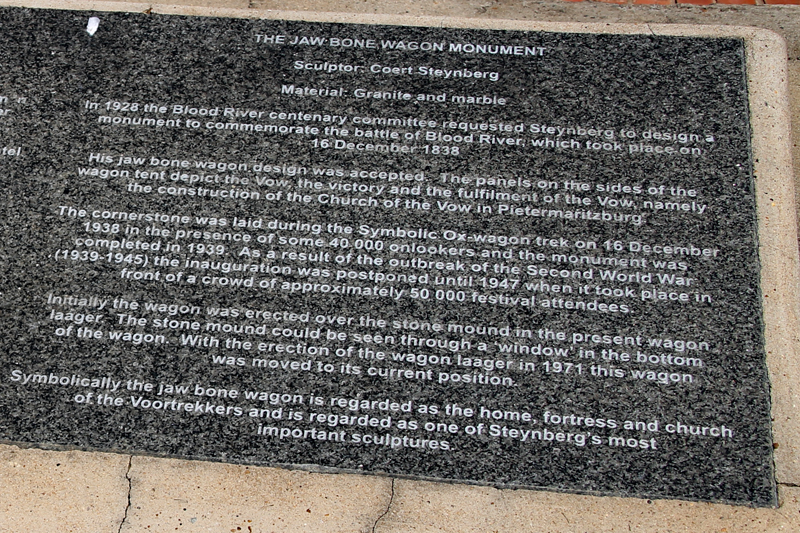 THE JAW BONE WAGON MONUMENT
Sculptor: Coert Steynberg
Material: Granite and marble
In 1928 the Blood River centenary committee requested Steynberg to design a
monument to commemorate the battle of Blood River, which took place on
16 December 1838
His jaw bone wagon design was accepted. The panels on the sides of the
wagon tent depict the Vow, the victory and the fulfilment of the Vow, namely
the construction of the Church of the Vow in Pietermaritzburg.
The cornerstone was laid during the Symbolic Ox-wagon trek on 16 December
1938 in the presence of some 40 000 onlookers and the monument was
completed in 1939. As a result of the outbreak of the Second World War
(1939-1945) the inauguration was postponed until 1947 when it took place in
front of a crowd of approximately 50 000 festival attendees.
Initially the wagon was erected over the stone mound in the present wagon
laager. The stone mound could be seen through a 'window' in the bottom
of the wagon. With the erection of the wagon laager in 1971 this wagon
was moved to its current position.
Symbolically the jaw bone wagon is regarded as the home, fortress and church
of the Voortrekkers and is regarded as one of Steynberg's most
important sculptures.